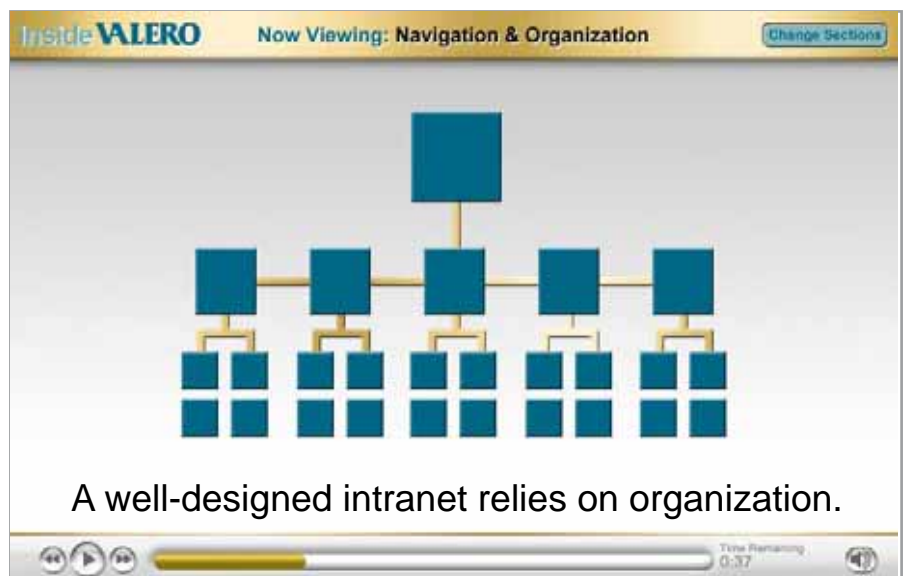 Inside VALERO
Now Viewing: Navigation & Organization
Change Sections
A well-designed intranet relies on organization.
Time Remaining
0:37